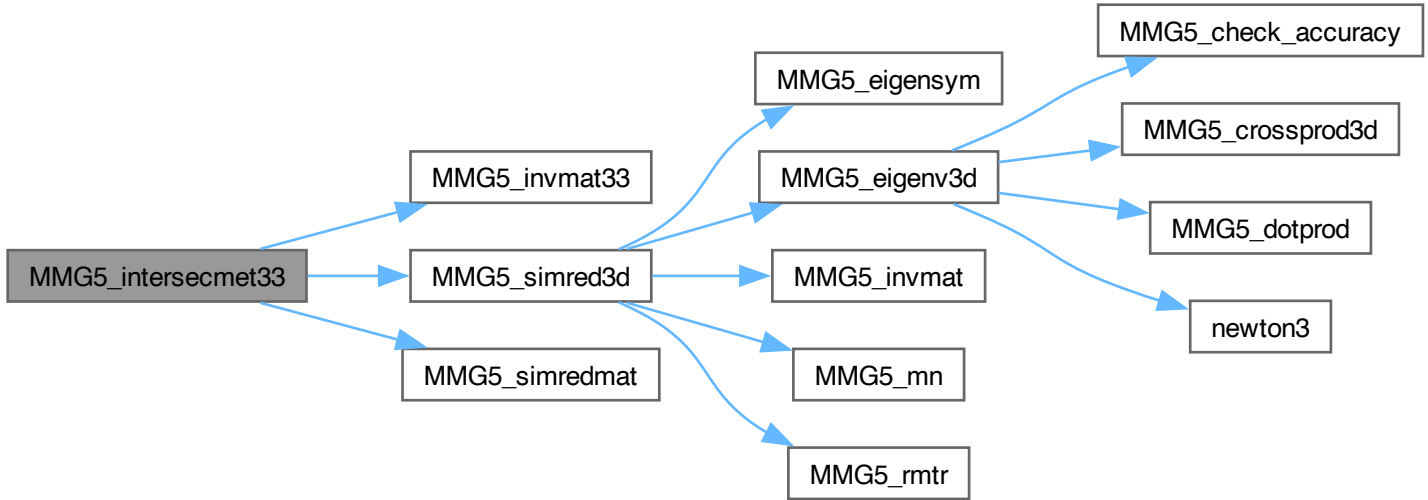 MMG5_intersecmet33
MMG5_invmat33
MMG5_simred3d
MMG5_simredmat
MMG5_eigensym
MMG5_eigenv3d
MMG5_invmat
MMG5_mn
MMG5_rmtr
MMG5_check_accuracy
MMG5_crossprod3d
MMG5_dotprod
newton3